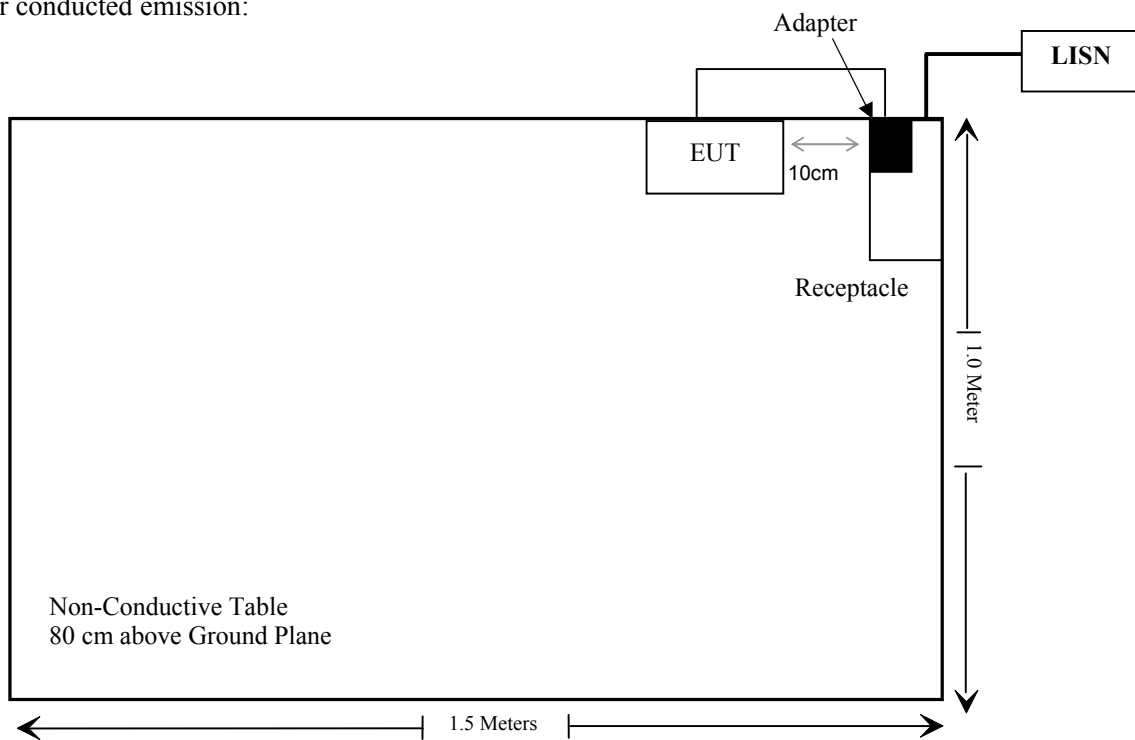 r conducted emission:
Adapter
LISN
EUT
10cm
Receptacle
1.0 Meter
Non-Conductive Table
80 cm above Ground Plane
1.5 Meters